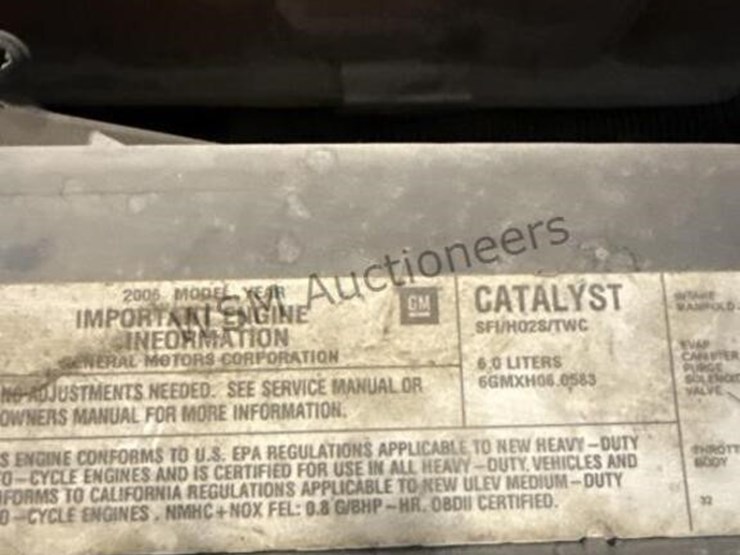 WSM Auctioneers
2006 MODEL YEAR
IMPORTANT ENGINE
INFORMATION
GENERAL MOTORS CORPORATION
GM
NO ADJUSTMENTS NEEDED. SEE SERVICE MANUAL OR
OWNERS MANUAL FOR MORE INFORMATION.
CATALYST
SFI/HO2S/TWC
6.0 LITERS
6GMXH06.0583
S ENGINE CONFORMS TO U.S. EPA REGULATIONS APPLICABLE TO NEW HEAVY-DUTY
O-CYCLE ENGINES AND IS CERTIFIED FOR USE IN ALL HEAVY-DUTY VEHICLES AND
FORMS TO CALIFORNIA REGULATIONS APPLICABLE TO NEW ULEV MEDIUM-DUTY
O-CYCLE ENGINES. NMHC+NOX FEL: 0.8 G/BHP-HR. OBDII CERTIFIED.
INTAKE
MANIFOLD
EVAP
CANISTER
PURGE
SOLENOID
VALVE
THROTT
BODY
32